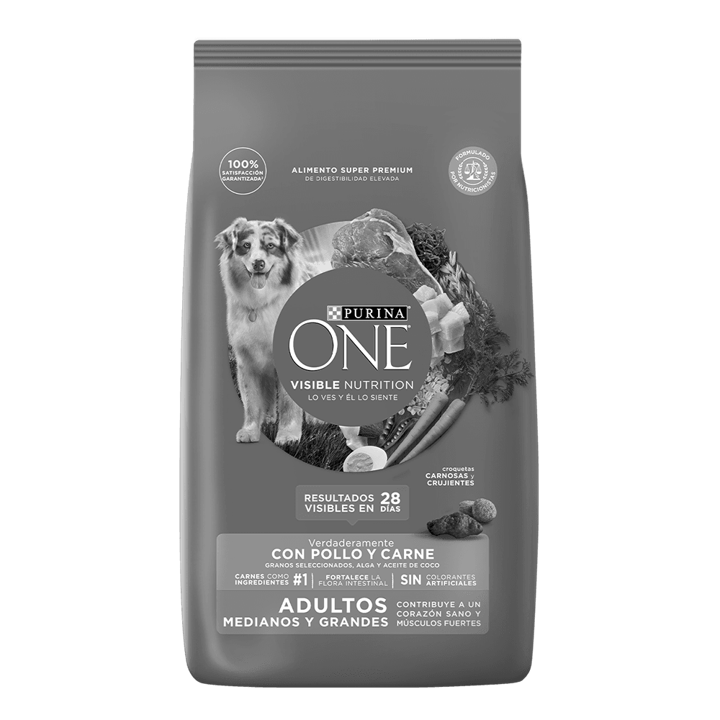 100%
SATISFACCIÓN
GARANTIZADA
ALIMENTO SUPER PREMIUM
DE DIGESTIBILIDAD ELEVADA
FORMULADO
POR NUTRICIONISTAS
PURINA
ONE
VISIBLE NUTRITION
LO VES Y ÉL LO SIENTE
croquetas
CARNOSAS y
CRUJIENTES
RESULTADOS
VISIBLES EN 28
DÍAS
Verdaderamente
CON POLLO Y CARNE
GRANOS SELECCIONADOS, ALGA Y ACEITE DE COCO
CARNES COMO
INGREDIENTES #1
FORTALECE LA
FLORA INTESTINAL
SIN COLORANTES
ARTIFICIALES
ADULTOS
MEDIANOS Y GRANDES
CONTRIBUYE A UN
CORAZÓN SANO Y
MÚSCULOS FUERTES